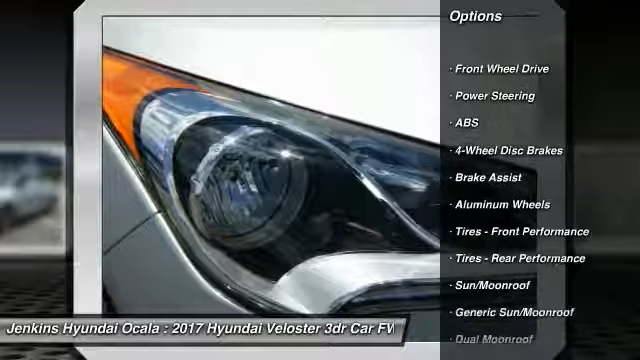 Options
· Front Wheel Drive
· Power Steering
· ABS
· 4-Wheel Disc Brakes
· Brake Assist
· Aluminum Wheels
· Tires - Front Performance
· Tires - Rear Performance
· Sun/Moonroof
· Generic Sun/Moonroof
· Dual Moonroof
Jenkins Hyundai Ocala : 2017 Hyundai Veloster 3dr Car FW